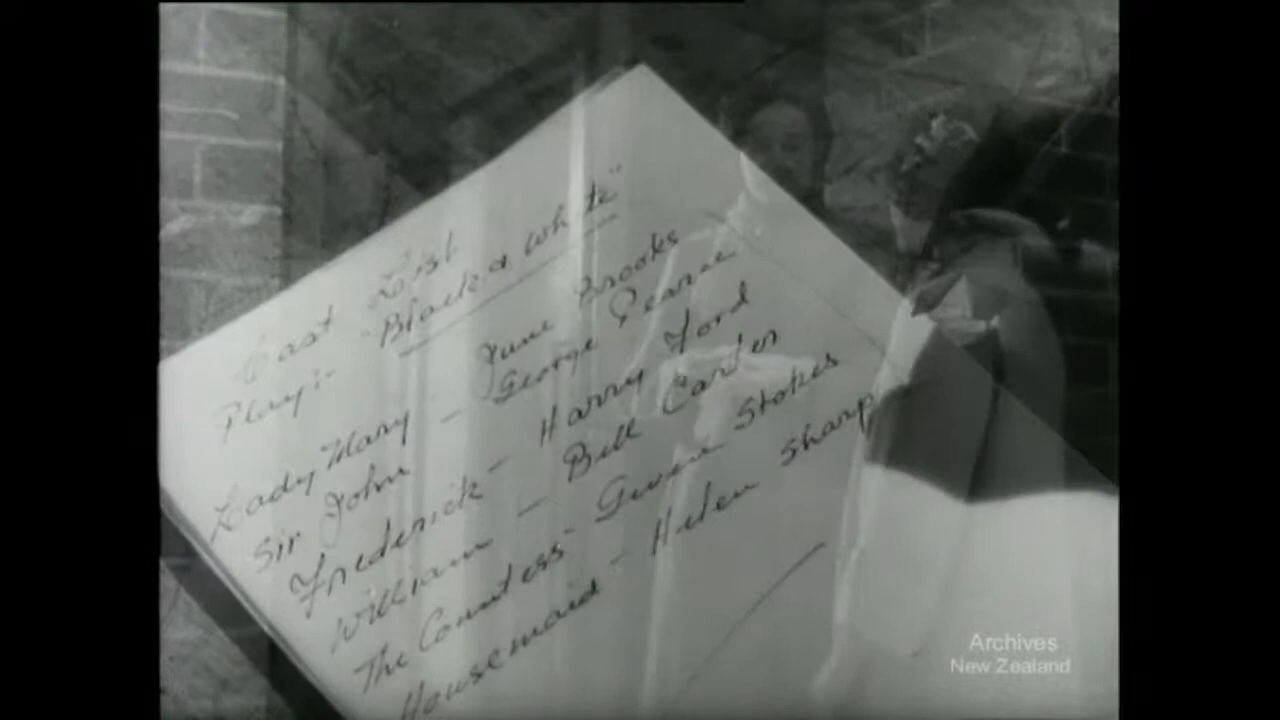 Cast List
Play:- "Black & White"
Lady Mary - June Brooks
Sir John - George Pearce
Frederick - Harry Ford
William - Bill Carter
The Countess - Gwen Stokes
Housemaid - Helen Sharp
Archives
New Zealand